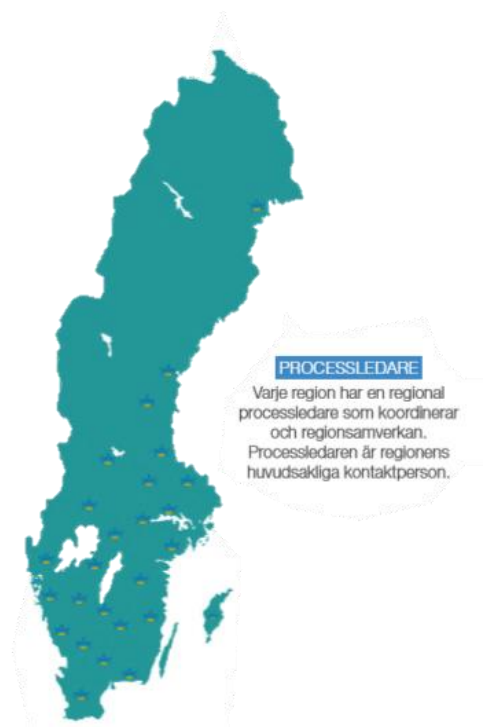 PROCESSLEDARE
Varje region har en regional
processledare som koordinerar
och regionsamverkan.
Processledaren är regionens
huvudsakliga kontaktperson.